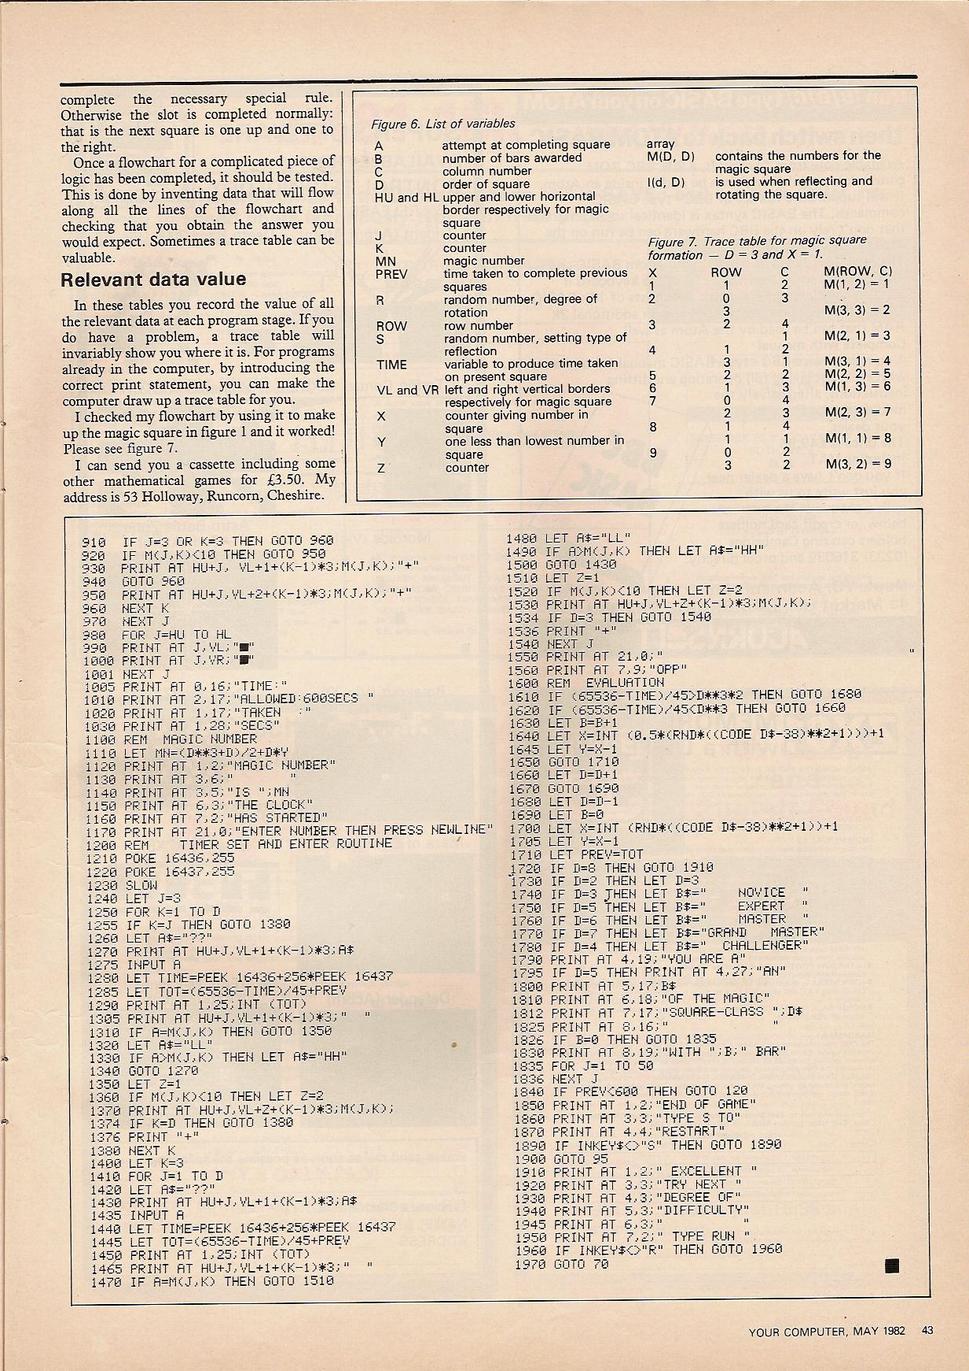 complete the necessary special rule.
Otherwise the slot is completed normally:
that is the next square is one up and one to
the right.
Once a flowchart for a complicated piece of
logic has been completed, it should be tested.
This is done by inventing data that will flow
along all the lines of the flowchart and
checking that you obtain the answer you
would expect. Sometimes a trace table can be
valuable.
Relevant data value
In these tables you record the value of all
the relevant data at each program stage. If you
do have a problem, a trace table will
invariably show you where it is. For programs
already in the computer, by introducing the
correct print statement, you can make the
computer draw up a trace table for you.
I checked my flowchart by using it to make
up the magic square in figure 1 and it worked!
Please see figure 7.
I can send you a cassette including some
other mathematical games for £3.50. My
address is 53 Holloway, Runcorn, Cheshire.
Figure 6. List of variables
A attempt at completing square
B number of bars awarded
C column number
D order of square
HU and HL upper and lower horizontal
border respectively for magic
square
J counter
K counter
MN magic number
PREV time taken to complete previous
squares
R random number, degree of
rotation
ROW row number
S random number, setting type of
reflection
TIME variable to produce time taken
on present square
VL and VR left and right vertical borders
respectively for magic square
X counter giving number in
square
Y one less than lowest number in
square
Z counter
array
M(D, D) contains the numbers for the
magic square
I(d, D) is used when reflecting and
rotating the square.
Figure 7. Trace table for magic square
formation — D = 3 and X = 1.
X ROW C M(ROW, C)
1 1 2 M(1, 2) = 1
2 0 3
3 M(3, 3) = 2
3 2 4
1 M(2, 1) = 3
4 1 2
3 1 M(3, 1) = 4
5 2 2 M(2, 2) = 5
6 1 3 M(1, 3) = 6
7 0 4
2 3 M(2, 3) = 7
8 1 4
1 1 M(1, 1) = 8
9 0 2
3 2 M(3, 2) = 9
910 IF J=3 OR K=3 THEN GOTO 960
920 IF M(J,K)<10 THEN GOTO 950
930 PRINT AT HU+J, VL+1+(K-1)*3;M(J,K);"+"
940 GOTO 960
950 PRINT AT HU+J,VL+2+(K-1)*3;M(J,K);"+"
960 NEXT K
970 NEXT J
980 FOR J=HU TO HL
990 PRINT AT J,VL;"■"
1000 PRINT AT J,VR;"■"
1001 NEXT J
1005 PRINT AT 0,16;"TIME:"
1010 PRINT AT 2,17;"ALLOWED:600SECS "
1020 PRINT AT 1,17;"TAKEN :"
1030 PRINT AT 1,28;"SECS"
1100 REM MAGIC NUMBER
1110 LET MN=(D**3+D)/2+D*Y
1120 PRINT AT 1,2;"MAGIC NUMBER"
1130 PRINT AT 3,6;" "
1140 PRINT AT 3,5;"IS ";MN
1150 PRINT AT 6,3;"THE CLOCK"
1160 PRINT AT 7,2;"HAS STARTED"
1170 PRINT AT 21,0;"ENTER NUMBER THEN PRESS NEWLINE"
1200 REM TIMER SET AND ENTER ROUTINE
1210 POKE 16436,255
1220 POKE 16437,255
1230 SLOW
1240 LET J=3
1250 FOR K=1 TO D
1255 IF K=J THEN GOTO 1380
1260 LET A$="??"
1270 PRINT AT HU+J,VL+1+(K-1)*3;A$
1275 INPUT A
1280 LET TIME=PEEK 16436+256*PEEK 16437
1285 LET TOT=(65536-TIME)/45+PREV
1290 PRINT AT 1,25;INT (TOT)
1305 PRINT AT HU+J,VL+1+(K-1)*3;" "
1310 IF A=M(J,K) THEN GOTO 1350
1320 LET A$="LL"
1330 IF A>M(J,K) THEN LET A$="HH"
1340 GOTO 1270
1350 LET Z=1
1360 IF M(J,K)<10 THEN LET Z=2
1370 PRINT AT HU+J,VL+Z+(K-1)*3;M(J,K);
1374 IF K=D THEN GOTO 1380
1376 PRINT "+"
1380 NEXT K
1400 LET K=3
1410 FOR J=1 TO D
1420 LET A$="??"
1430 PRINT AT HU+J,VL+1+(K-1)*3;A$
1435 INPUT A
1440 LET TIME=PEEK 16436+256*PEEK 16437
1445 LET TOT=(65536-TIME)/45+PREV
1450 PRINT AT 1,25;INT (TOT)
1465 PRINT AT HU+J,VL+1+(K-1)*3;" "
1470 IF A=M(J,K) THEN GOTO 1510
1480 LET A$="LL"
1490 IF A>M(J,K) THEN LET A$="HH"
1500 GOTO 1430
1510 LET Z=1
1520 IF M(J,K)<10 THEN LET Z=2
1530 PRINT AT HU+J,VL+Z+(K-1)*3;M(J,K);
1534 IF D=3 THEN GOTO 1540
1536 PRINT "+"
1540 NEXT J
1550 PRINT AT 21,0;" "
1560 PRINT AT 7,9;"OPP"
1600 REM EVALUATION
1610 IF (65536-TIME)/45>D**3*2 THEN GOTO 1680
1620 IF (65536-TIME)/45<D**3 THEN GOTO 1660
1630 LET B=B+1
1640 LET X=INT (0.5*(RND*((CODE D$-38)**2+1)))+1
1645 LET Y=X-1
1650 GOTO 1710
1660 LET D=D+1
1670 GOTO 1690
1680 LET D=D-1
1690 LET B=0
1700 LET X=INT (RND*((CODE D$-38)**2+1))+1
1705 LET Y=X-1
1710 LET PREV=TOT
1720 IF D=8 THEN GOTO 1910
1730 IF D=2 THEN LET D=3
1740 IF D=3 THEN LET B$=" NOVICE "
1750 IF D=5 THEN LET B$=" EXPERT "
1760 IF D=6 THEN LET B$=" MASTER "
1770 IF D=7 THEN LET B$="GRAND MASTER"
1780 IF D=4 THEN LET B$=" CHALLENGER"
1790 PRINT AT 4,19;"YOU ARE A"
1795 IF D=5 THEN PRINT AT 4,27;"AN"
1800 PRINT AT 5,17;B$
1810 PRINT AT 6,18;"OF THE MAGIC"
1812 PRINT AT 7,17;"SQUARE-CLASS ";D$
1825 PRINT AT 8,16;" "
1826 IF B=0 THEN GOTO 1835
1830 PRINT AT 8,19;"WITH ";B;" BAR"
1835 FOR J=1 TO 50
1836 NEXT J
1840 IF PREV<600 THEN GOTO 120
1850 PRINT AT 1,2;"END OF GAME"
1860 PRINT AT 3,3;"TYPE S TO"
1870 PRINT AT 4,4;"RESTART"
1890 IF INKEY$<>"S" THEN GOTO 1890
1900 GOTO 95
1910 PRINT AT 1,2;" EXCELLENT "
1920 PRINT AT 3,3;"TRY NEXT "
1930 PRINT AT 4,3;"DEGREE OF"
1940 PRINT AT 5,3;"DIFFICULTY"
1945 PRINT AT 6,3;" "
1950 PRINT AT 7,2;" TYPE RUN "
1960 IF INKEY$<>"R" THEN GOTO 1960
1970 GOTO 70
YOUR COMPUTER, MAY 1982 43